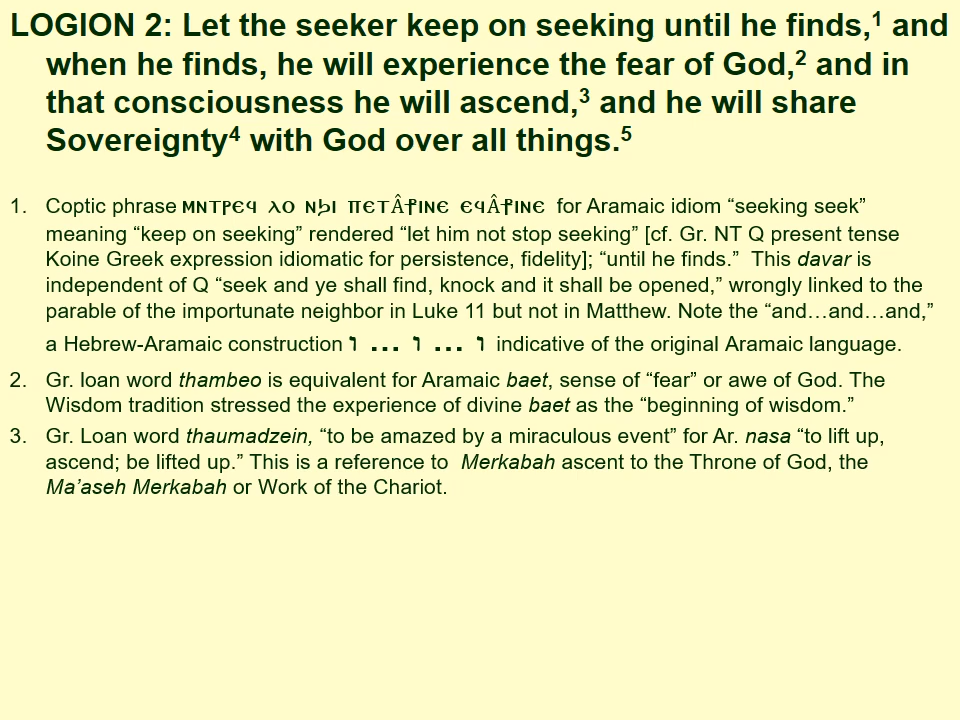 LOGION 2: Let the seeker keep on seeking until he finds,1 and
when he finds, he will experience the fear of God,2 and in
that consciousness he will ascend,3 and he will share
Sovereignty4 with God over all things.5
1. Coptic phrase ⲙⲛⲧⲣⲉϥ ⲗⲟ ⲛϧⲓ ⲡⲉⲧÂϯⲓⲛⲉ ⲉϥÂϯⲓⲛⲉ for Aramaic idiom “seeking seek”
meaning “keep on seeking” rendered “let him not stop seeking” [cf. Gr. NT Q present tense
Koine Greek expression idiomatic for persistence, fidelity]; “until he finds.” This davar is
independent of Q “seek and ye shall find, knock and it shall be opened,” wrongly linked to the
parable of the importunate neighbor in Luke 11 but not in Matthew. Note the “and…and…and,”
a Hebrew-Aramaic construction ו ... ו ... ו indicative of the original Aramaic language.
2. Gr. loan word thambeo is equivalent for Aramaic baet, sense of “fear” or awe of God. The
Wisdom tradition stressed the experience of divine baet as the “beginning of wisdom.”
3. Gr. Loan word thaumadzein, “to be amazed by a miraculous event” for Ar. nasa “to lift up,
ascend; be lifted up.” This is a reference to Merkabah ascent to the Throne of God, the
Ma’aseh Merkabah or Work of the Chariot.